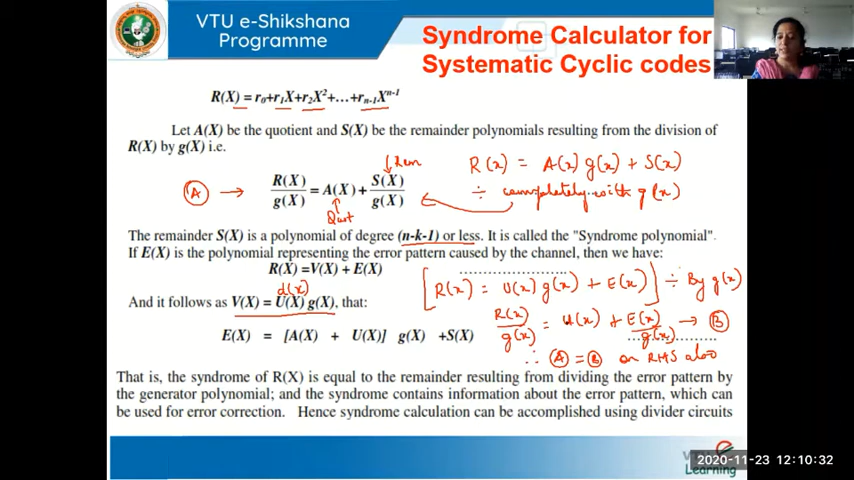 VTU e-Shikshana
Programme
Syndrome Calculator for
Systematic Cyclic codes
R(X) = r₀+r₁X+r₂X²+…+rₙ₋₁Xⁿ⁻¹
Let A(X) be the quotient and S(X) be the remainder polynomials resulting from the division of
R(X) by g(X) i.e.
R(x) = A(x) g(x) + S(x)
÷ completely with g(x)
Rem
A → R(X)/g(X) = A(X) + S(X)/g(X)
Quot
The remainder S(X) is a polynomial of degree (n-k-1) or less. It is called the "Syndrome polynomial".
If E(X) is the polynomial representing the error pattern caused by the channel, then we have:
R(X) =V(X) + E(X)
[R(x) = U(x) g(x) + E(x)] ÷ By g(x)
d(x)
And it follows as V(X) = U(X) g(X), that:
R(x)/g(x) = U(x) + E(x)/g(x) → B
E(X) = [A(X) + U(X)] g(X) +S(X)
∴ A = B on RHS also
That is, the syndrome of R(X) is equal to the remainder resulting from dividing the error pattern by
the generator polynomial; and the syndrome contains information about the error pattern, which can
be used for error correction. Hence syndrome calculation can be accomplished using divider circuits
2020-11-23 12:10:32
Learning